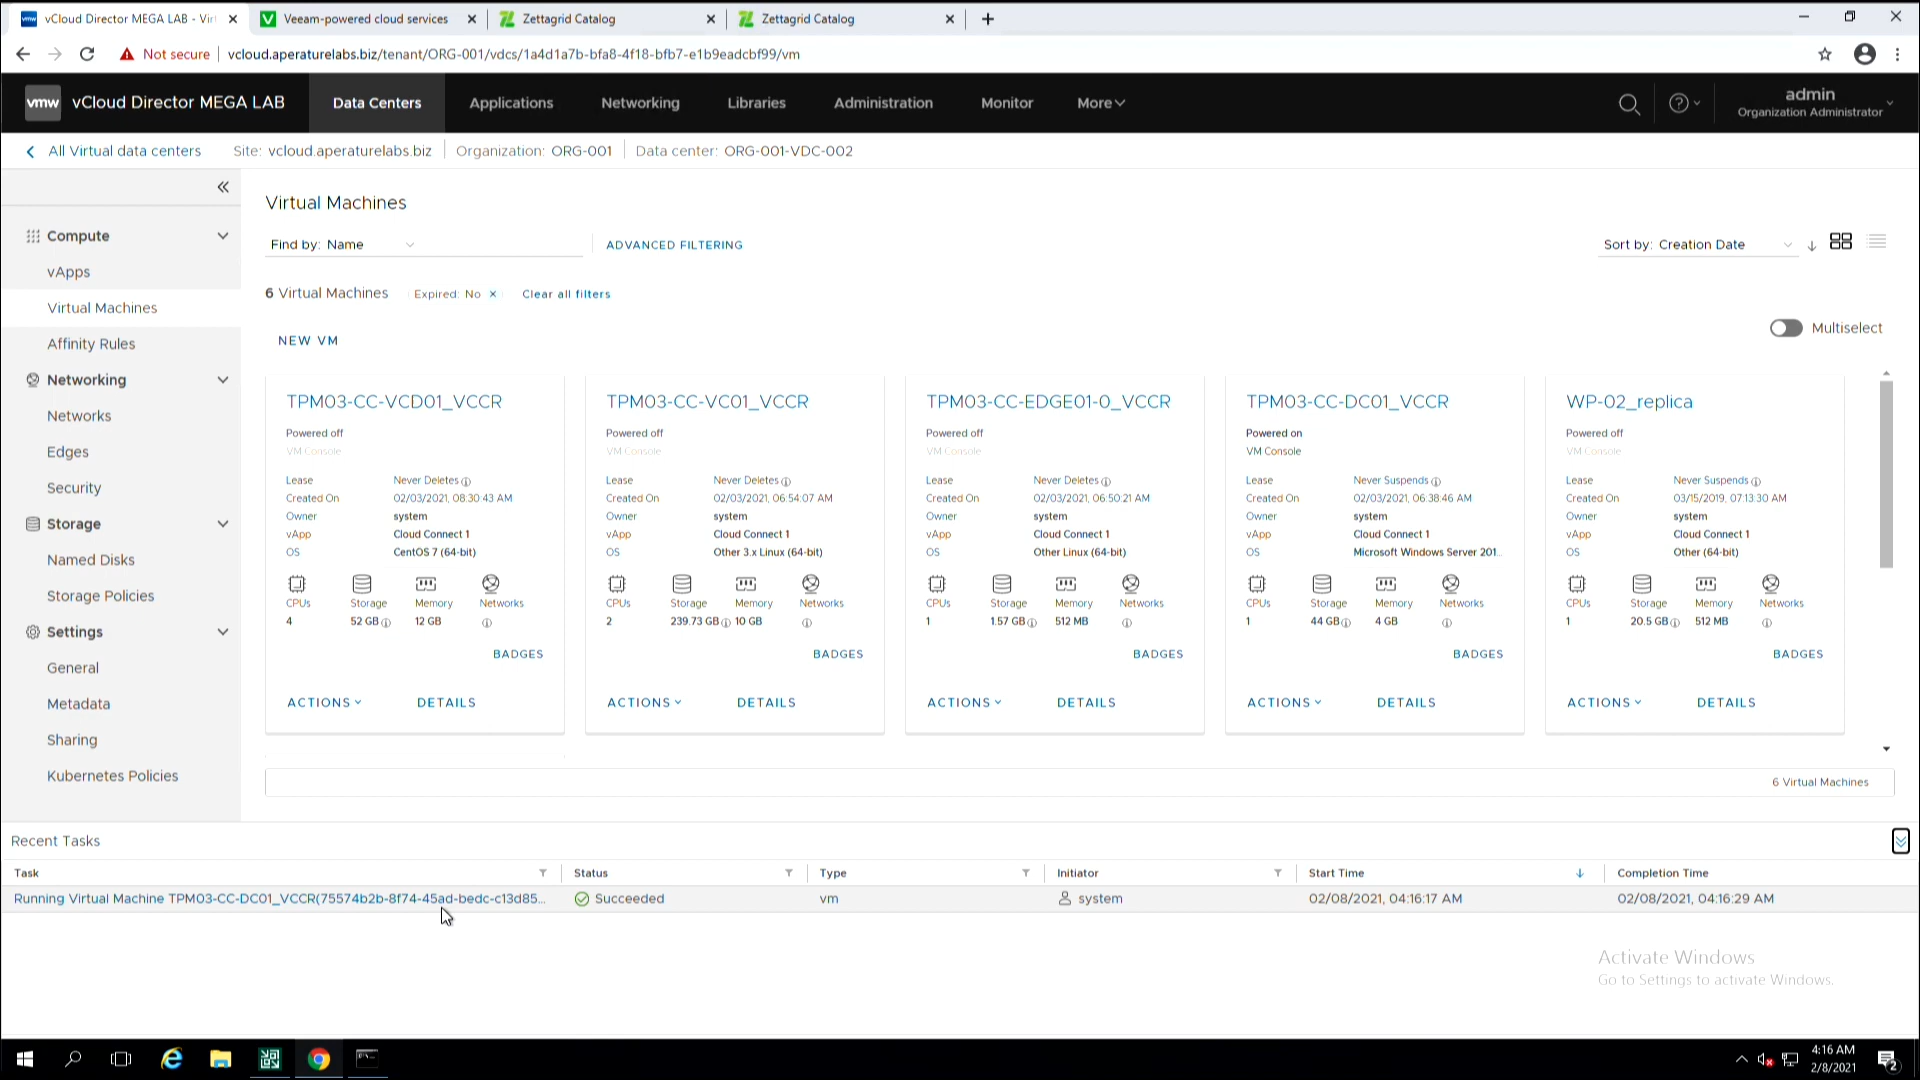 vmw vCloud Director MEGA LAB - Vir
Veeam-powered cloud services
Zettagrid Catalog
Zettagrid Catalog
Not secure
vcloud.aperaturelabs.biz/tenant/ORG-001/vdcs/1a4d1a7b-bfa8-4f18-bfb7-e1b9eadcbf99/vm
vmw vCloud Director MEGA LAB
Data Centers
Applications
Networking
Libraries
Administration
Monitor
More
admin
Organization Administrator
All Virtual data centers
Site: vcloud.aperaturelabs.biz
Organization: ORG-001
Data center: ORG-001-VDC-002
Compute
vApps
Virtual Machines
Affinity Rules
Networking
Networks
Edges
Security
Storage
Named Disks
Storage Policies
Settings
General
Metadata
Sharing
Kubernetes Policies
Virtual Machines
Find by: Name
ADVANCED FILTERING
Sort by: Creation Date
6 Virtual Machines
Expired: No ×
Clear all filters
NEW VM
Multiselect
TPM03-CC-VCD01_VCCR
Powered off
VM Console
Lease Never Deletes
Created On 02/03/2021, 08:30:43 AM
Owner system
vApp Cloud Connect 1
OS CentOS 7 (64-bit)
CPUs Storage Memory Networks
4 52 GB 12 GB
BADGES
ACTIONS DETAILS
TPM03-CC-VC01_VCCR
Powered off
VM Console
Lease Never Deletes
Created On 02/03/2021, 06:54:07 AM
Owner system
vApp Cloud Connect 1
OS Other 3.x Linux (64-bit)
CPUs Storage Memory Networks
2 239.73 GB 10 GB
BADGES
ACTIONS DETAILS
TPM03-CC-EDGE01-0_VCCR
Powered off
VM Console
Lease Never Deletes
Created On 02/03/2021, 06:50:21 AM
Owner system
vApp Cloud Connect 1
OS Other Linux (64-bit)
CPUs Storage Memory Networks
1 1.57 GB 512 MB
BADGES
ACTIONS DETAILS
TPM03-CC-DC01_VCCR
Powered on
VM Console
Lease Never Suspends
Created On 02/03/2021, 06:38:46 AM
Owner system
vApp Cloud Connect 1
OS Microsoft Windows Server 201...
CPUs Storage Memory Networks
1 44 GB 4 GB
BADGES
ACTIONS DETAILS
WP-02_replica
Powered off
VM Console
Lease Never Suspends
Created On 03/15/2019, 07:13:30 AM
Owner system
vApp Cloud Connect 1
OS Other (64-bit)
CPUs Storage Memory Networks
1 20.5 GB 512 MB
BADGES
ACTIONS DETAILS
6 Virtual Machines
Recent Tasks
Task Status Type Initiator Start Time Completion Time
Running Virtual Machine TPM03-CC-DC01_VCCR(75574b2b-8f74-45ad-bedc-c13d85... Succeeded vm system 02/08/2021, 04:16:17 AM 02/08/2021, 04:16:29 AM
Activate Windows
Go to Settings to activate Windows.
4:16 AM
2/8/2021
2